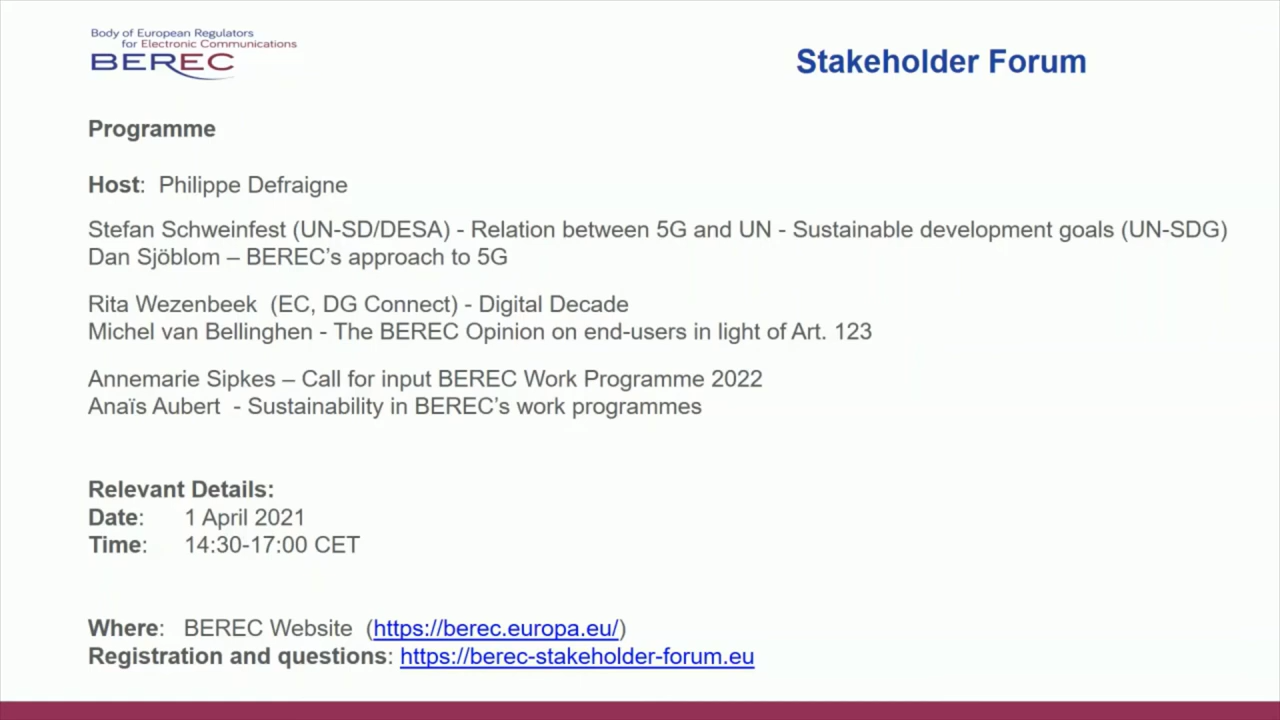 Body of European Regulators
for Electronic Communications
BEREC
Stakeholder Forum
Programme
Host: Philippe Defraigne
Stefan Schweinfest (UN-SD/DESA) - Relation between 5G and UN - Sustainable development goals (UN-SDG)
Dan Sjöblom – BEREC’s approach to 5G
Rita Wezenbeek (EC, DG Connect) - Digital Decade
Michel van Bellinghen - The BEREC Opinion on end-users in light of Art. 123
Annemarie Sipkes – Call for input BEREC Work Programme 2022
Anaïs Aubert - Sustainability in BEREC’s work programmes
Relevant Details:
Date: 1 April 2021
Time: 14:30-17:00 CET
Where: BEREC Website (https://berec.europa.eu/)
Registration and questions: https://berec-stakeholder-forum.eu